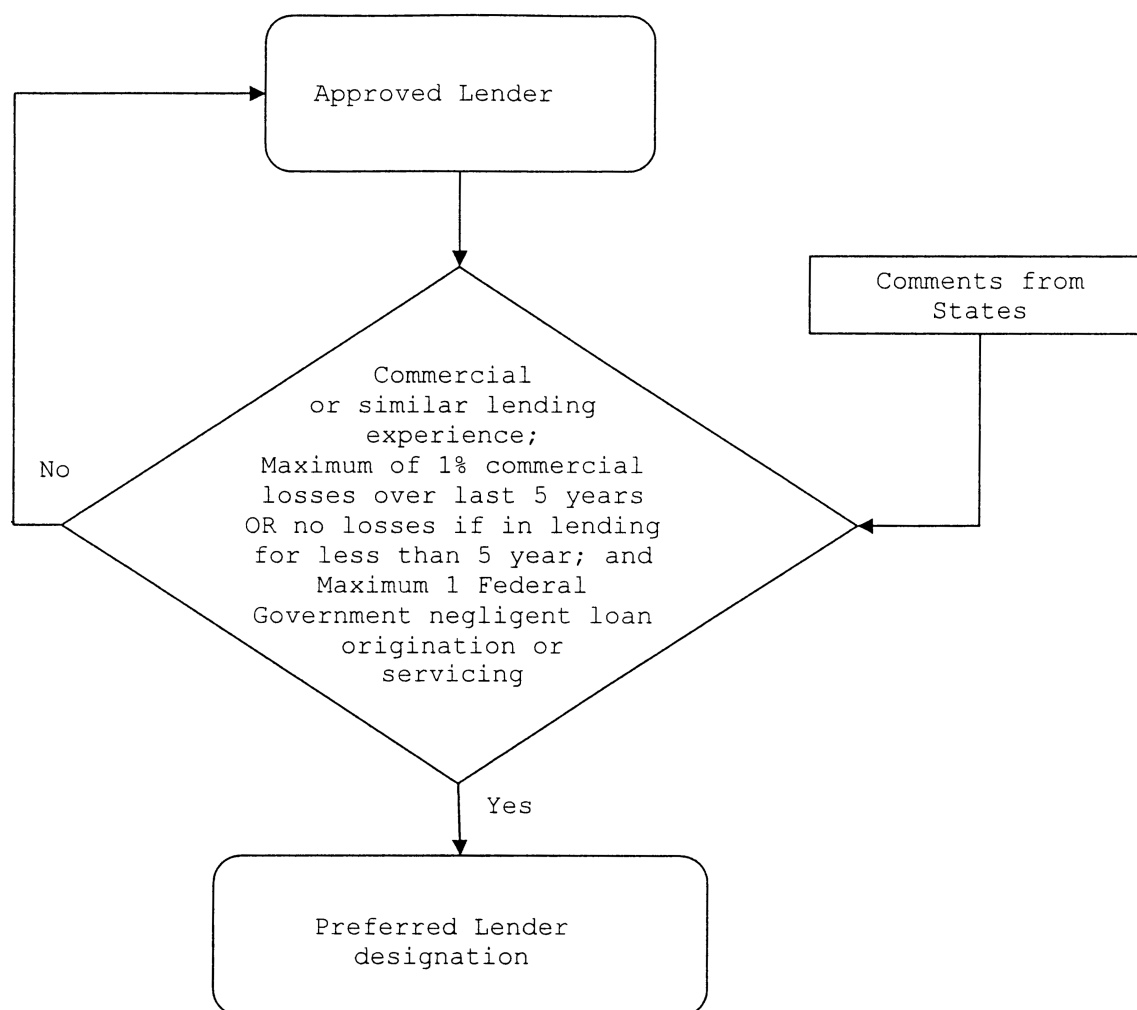 Approved Lender
Comments from
States
Commercial
or similar lending
experience;
Maximum of 1% commercial
losses over last 5 years
OR no losses if in lending
for less than 5 year; and
Maximum 1 Federal
Government negligent loan
origination or
servicing
No
Yes
Preferred Lender
designation